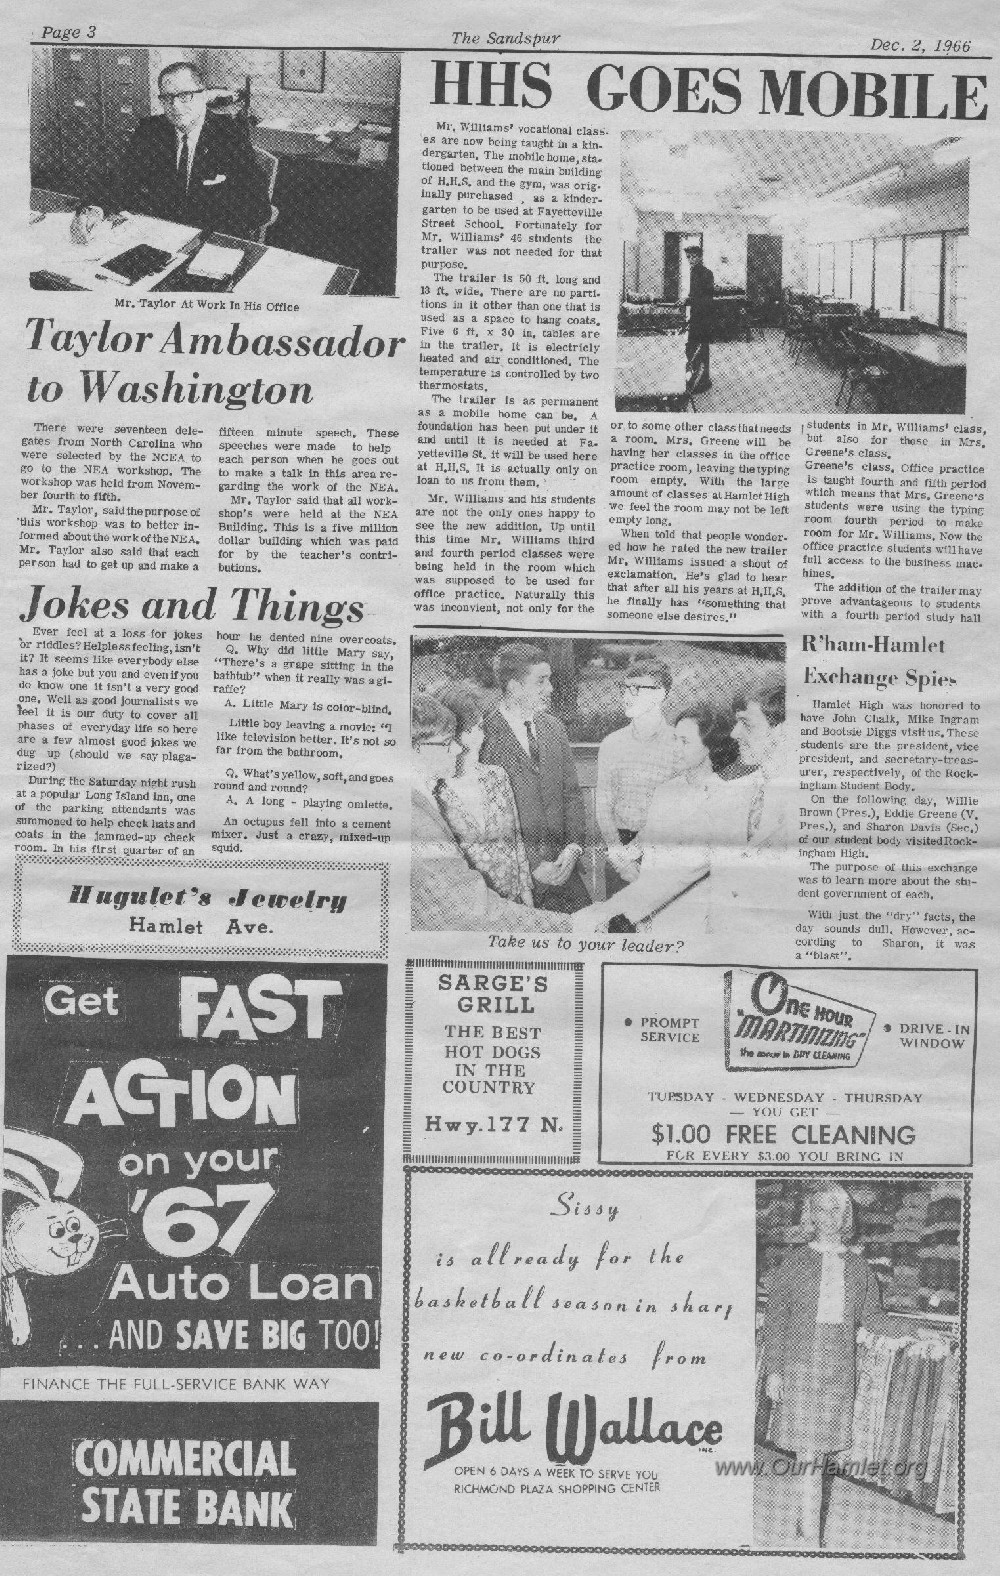 Page 3
The Sandspur
Dec. 2, 1966
Mr. Taylor At Work In His Office
Taylor Ambassador
to Washington
There were seventeen dele-
gates from North Carolina who
were selected by the NCEA to
go to the NEA workshop. The
workshop was held from Novem-
ber fourth to fifth.
Mr. Taylor, said the purpose of
this workshop was to better in-
formed about the work of the NEA.
Mr. Taylor also said that each
person had to get up and make a
fifteen minute speech. These
speeches were made to help
each person when he goes out
to make a talk in this area re-
garding the work of the NEA.
Mr. Taylor said that all work-
shop's were held at the NEA
Building. This is a five million
dollar building which was paid
for by the teacher's contri-
butions.
HHS GOES MOBILE
Mr. Williams' vocational class-
es are now being taught in a kin-
dergarten. The mobile home, sta-
tioned between the main building
of H.H.S. and the gym, was orig-
inally purchased , as a kinder-
garten to be used at Fayetteville
Street School. Fortunately for
Mr. Williams' 46 students the
trailer was not needed for that
purpose.
The trailer is 50 ft. long and
13 ft. wide. There are no parti-
tions in it other than one that is
used as a space to hang coats.
Five 6 ft. x 30 in. tables are
in the trailer. It is electricly
heated and air conditioned. The
temperature is controlled by two
thermostats.
The trailer is as permanent
as a mobile home can be. A
foundation has been put under it
and until it is needed at Fa-
yetteville St. it will be used here
at H.H.S. It is actually only on
loan to us from them.
Mr. Williams and his students
are not the only ones happy to
see the new addition. Up until
this time Mr. Williams third
and fourth period classes were
being held in the room which
was supposed to be used for
office practice. Naturally this
was inconvient, not only for the
or to some other class that needs
a room. Mrs. Greene will be
having her classes in the office
practice room, leaving the typing
room empty. With the large
amount of classes at Hamlet High
we feel the room may not be left
empty long.
When told that people wonder-
ed how he rated the new trailer
Mr. Williams issued a shout of
exclamation. He's glad to hear
that after all his years at H.H.S.
he finally has "something that
someone else desires."
students in Mr. Williams' class,
but also for those in Mrs.
Greene's class.
Greene's class. Office practice
is taught fourth and fifth period
which means that Mrs. Greene's
students were using the typing
room fourth period to make
room for Mr. Williams. Now the
office practice students will have
full access to the business mac-
hines.
The addition of the trailer may
prove advantageous to students
with a fourth period study hall
Jokes and Things
Ever feel at a loss for jokes
or riddles? Helpless feeling, isn't
it? It seems like everybody else
has a joke but you and even if you
do know one it isn't a very good
one. Well as good journalists we
feel it is our duty to cover all
phases of everyday life so here
are a few almost good jokes we
dug up (should we say plaga-
rized?)
During the Saturday night rush
at a popular Long Island inn, one
of the parking attendants was
summoned to help check hats and
coats in the jammed-up check
room. In his first quarter of an
hour he dented nine overcoats.
Q. Why did little Mary say,
"There's a grape sitting in the
bathtub" when it really was a gi-
raffe?
A. Little Mary is color-blind.
Little boy leaving a movie: "I
like television better. It's not so
far from the bathroom.
Q. What's yellow, soft, and goes
round and round?
A. A long - playing omlette.
An octupus fell into a cement
mixer. Just a crazy, mixed-up
squid.
Take us to your leader?
R'ham-Hamlet
Exchange Spies
Hamlet High was honored to
have John Chalk, Mike Ingram
and Bootsie Diggs visit us. These
students are the president, vice
president, and secretary-treas-
urer, respectively, of the Rock-
ingham Student Body.
On the following day, Willie
Brown (Pres.), Eddie Greene (V.
Pres.), and Sharon Davis (Sec.)
of our student body visited Rock-
ingham High.
The purpose of this exchange
was to learn more about the stu-
dent government of each.
With just the "dry" facts, the
day sounds dull. However, ac-
cording to Sharon, it was
a "blast".
Hugulet's Jewelry
Hamlet Ave.
Get FAST
ACTION
on your
'67
Auto Loan
. . . AND SAVE BIG TOO!
FINANCE THE FULL-SERVICE BANK WAY
COMMERCIAL
STATE BANK
SARGE'S
GRILL
THE BEST
HOT DOGS
IN THE
COUNTRY
Hwy. 177 N.
• PROMPT
SERVICE
ONE HOUR
"MARTINIZING"
the most in DRY CLEANING
• DRIVE-IN
WINDOW
TUESDAY - WEDNESDAY - THURSDAY
— YOU GET —
$1.00 FREE CLEANING
FOR EVERY $3.00 YOU BRING IN
Sissy
is all ready for the
basketball season in sharp
new co-ordinates from
Bill Wallace
INC.
OPEN 6 DAYS A WEEK TO SERVE YOU
RICHMOND PLAZA SHOPPING CENTER
www.OurHamlet.org